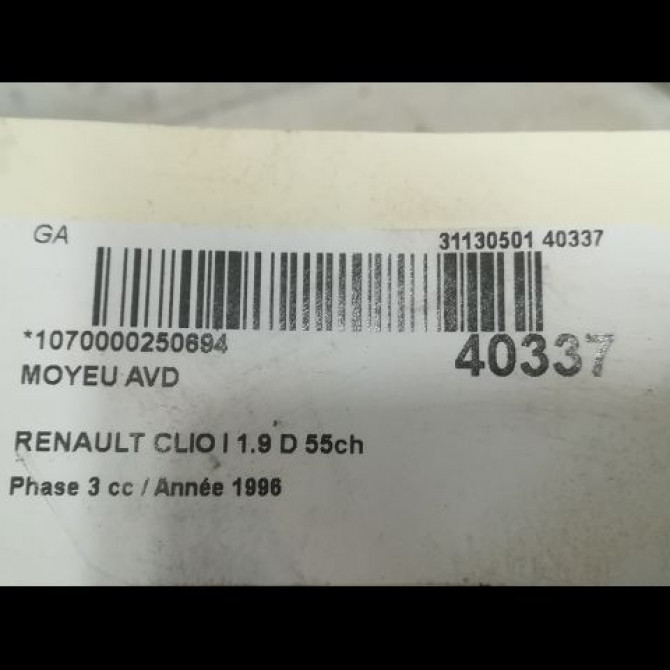 GA
31130501 40337
*1070000250694
40337
MOYEU AVD
RENAULT CLIO I 1.9 D 55ch
Phase 3 cc / Année 1996